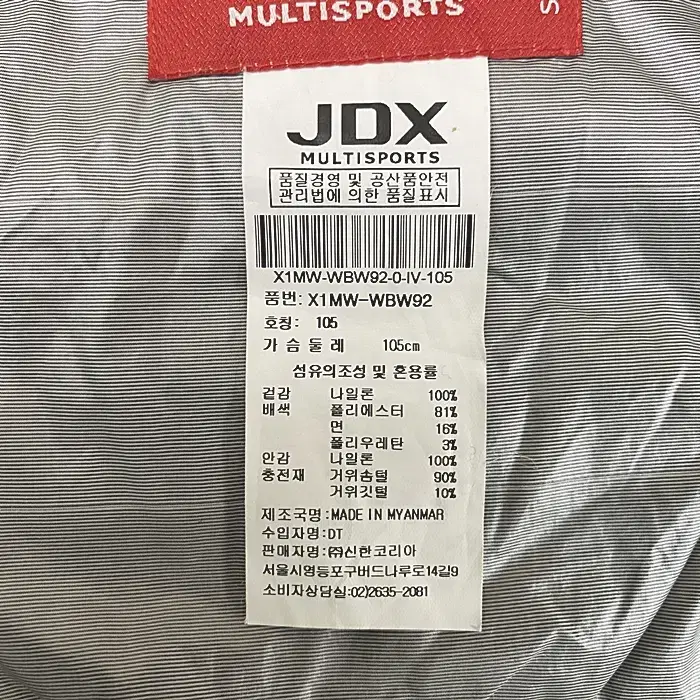 MULTISPORTS
S
JDX
MULTISPORTS
품질경영 및 공산품안전
관리법에 의한 품질표시
X1MW-WBW92-0-IV-105
품번: X1MW-WBW92
호칭: 105
가슴둘레 105cm
섬유의조성 및 혼용률
겉감 나일론 100%
배색 폴리에스터 81%
면 16%
폴리우레탄 3%
안감 나일론 100%
충전재 거위솜털 90%
거위깃털 10%
제조국명:MADE IN MYANMAR
수입자명:DT
판매자명:㈜신한코리아
서울시영등포구버드나루로14길9
소비자상담실:02)2635-2081